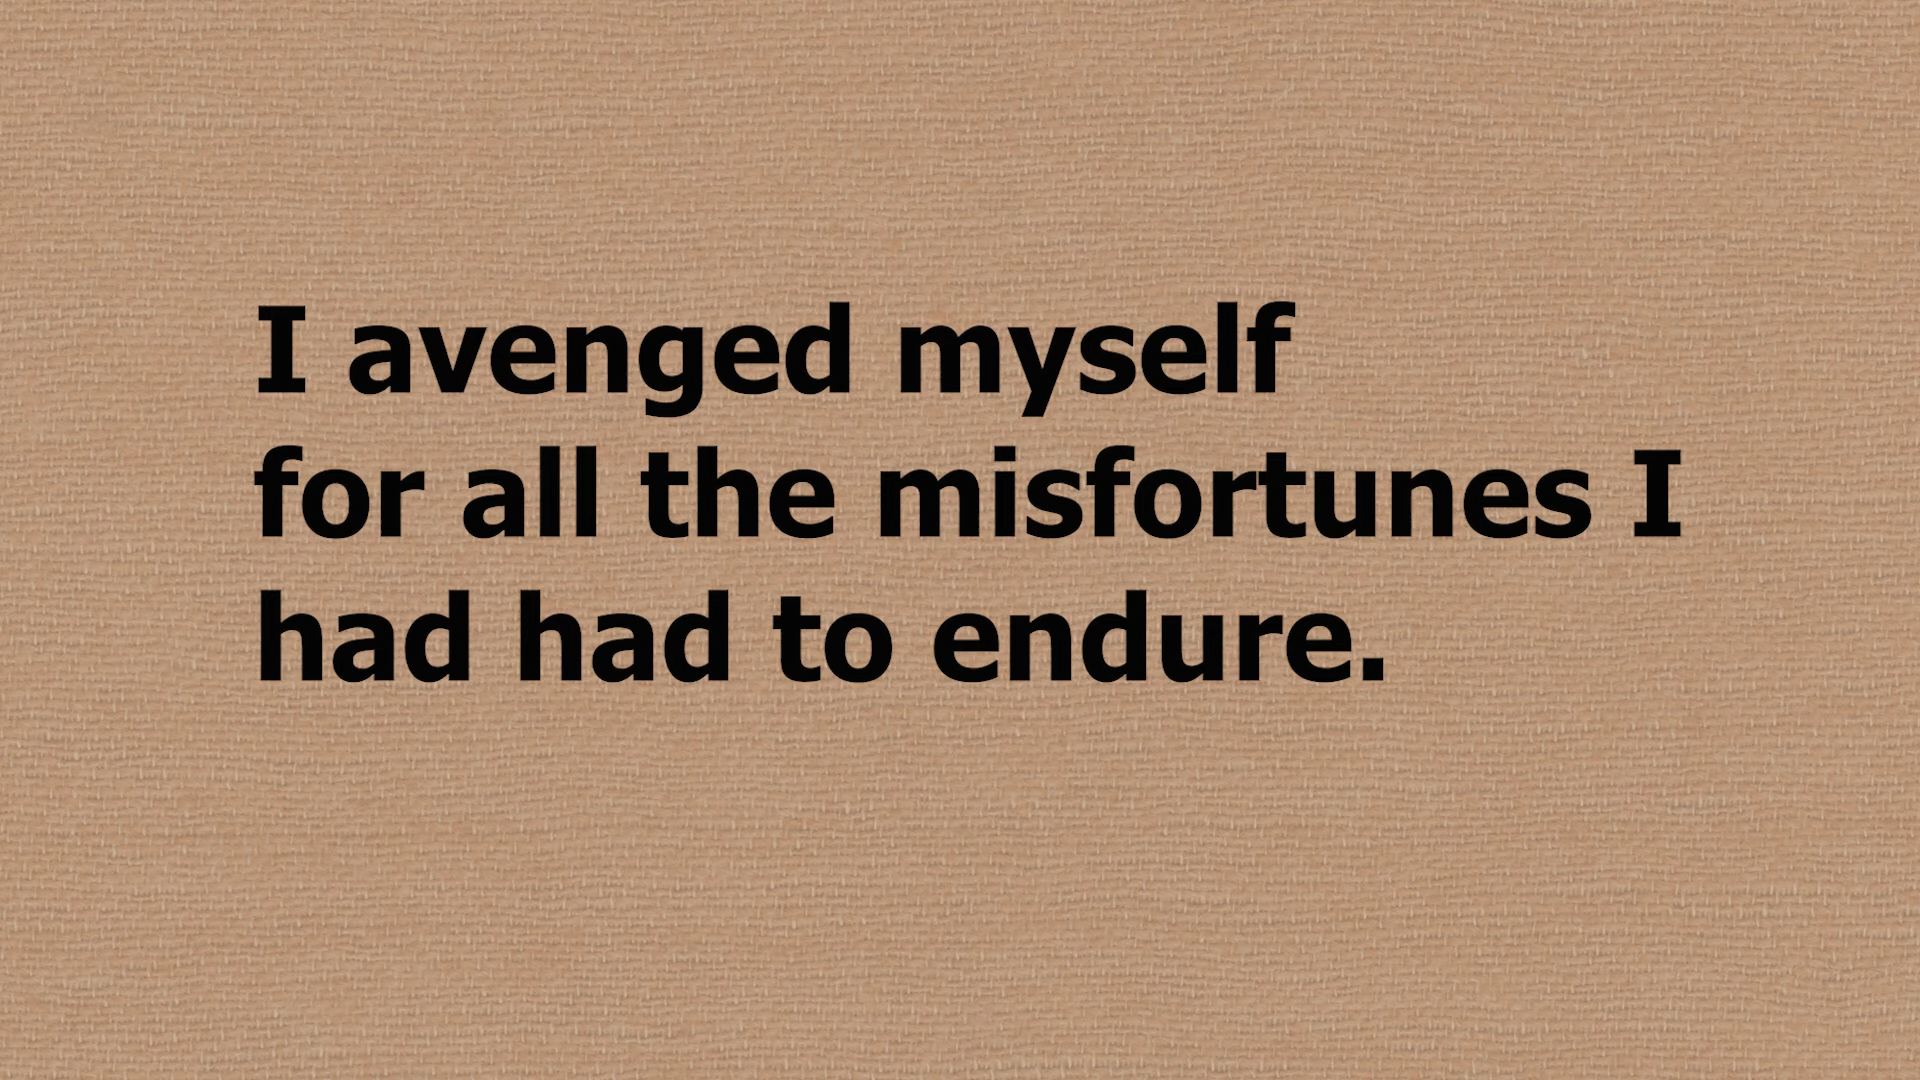 I avenged myself
for all the misfortunes I
had had to endure.